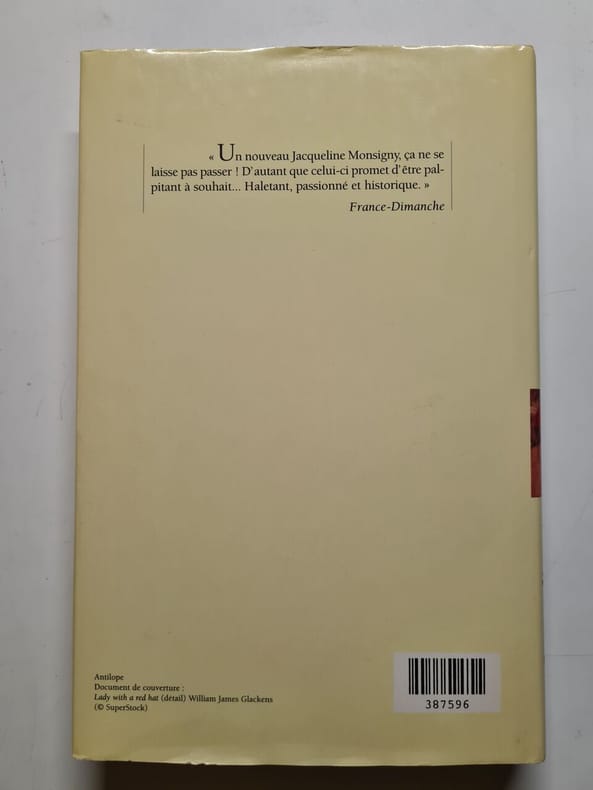 « Un nouveau Jacqueline Monsigny, ça ne se
laisse pas passer ! D'autant que celui-ci promet d'être pal-
pitant à souhait... Haletant, passionné et historique. »
France-Dimanche
Antilope
Document de couverture :
Lady with a red hat (détail) William James Glackens
(© SuperStock)
387596